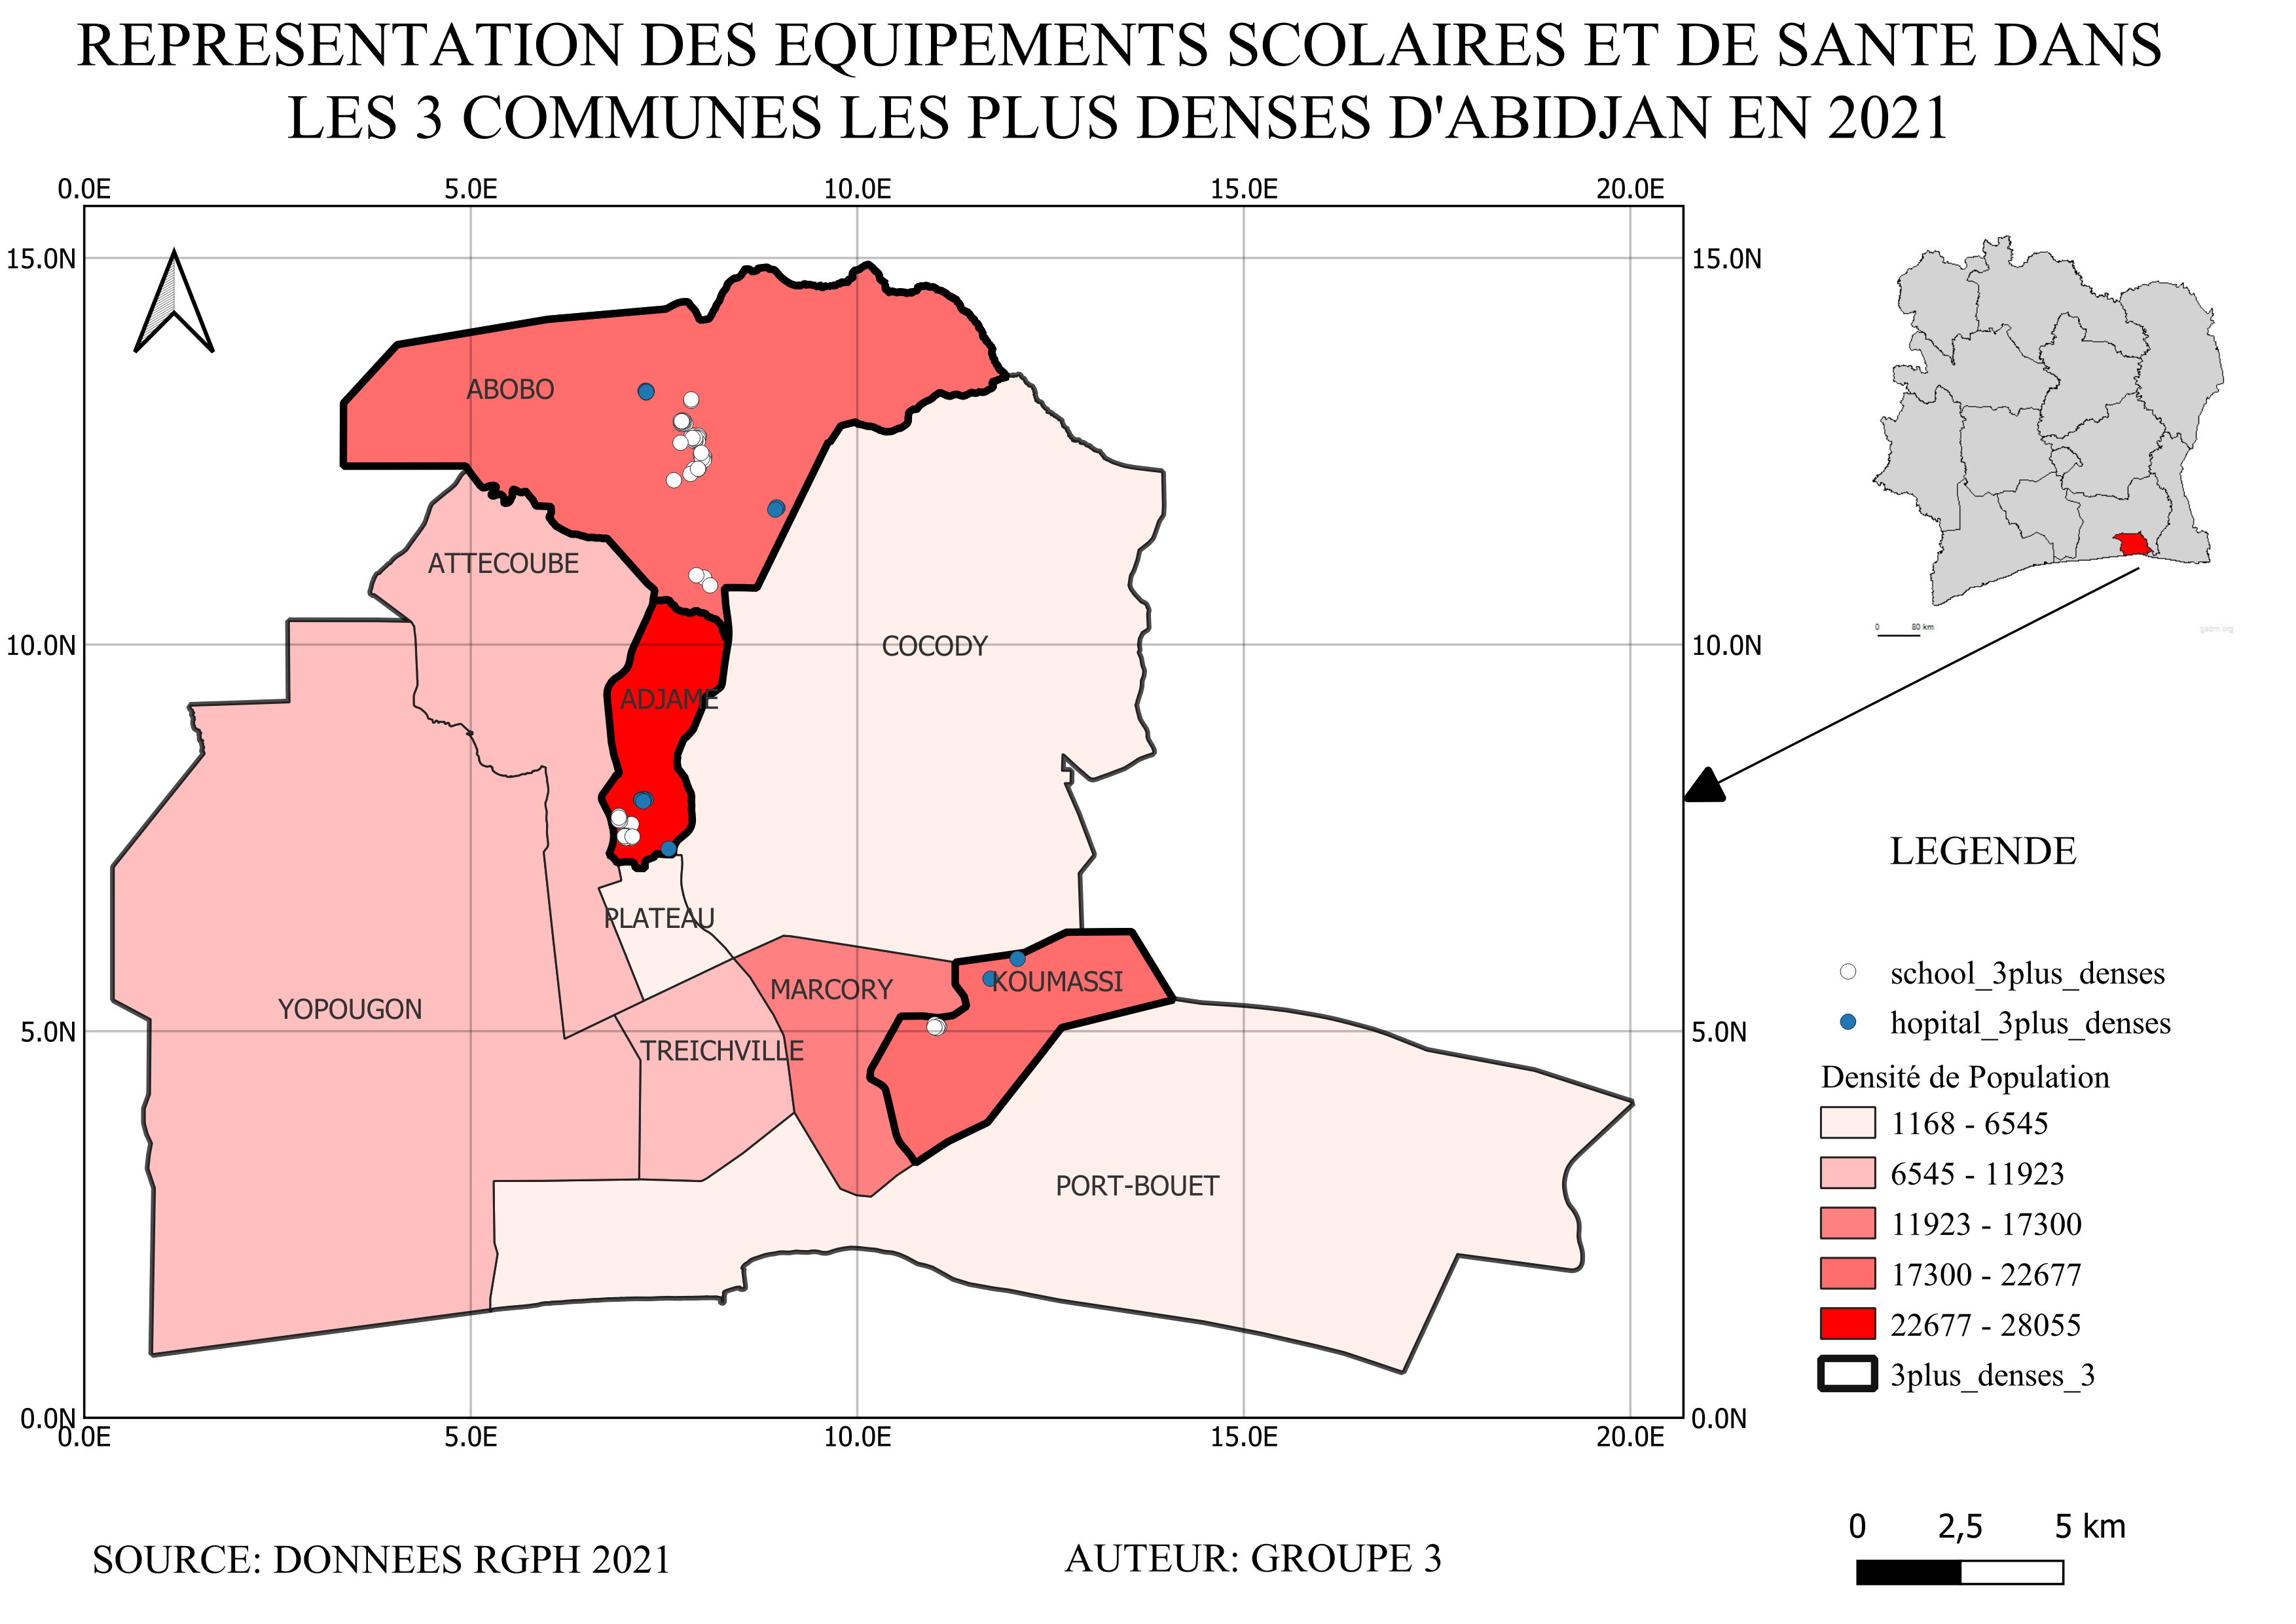 REPRESENTATION DES EQUIPEMENTS SCOLAIRES ET DE SANTE DANS
LES 3 COMMUNES LES PLUS DENSES D'ABIDJAN EN 2021
0.0E 5.0E 10.0E 15.0E 20.0E
15.0N 15.0N
ABOBO
ATTECOUBE
0 80 km
gadm.org
10.0N COCODY 10.0N
ADJAME
LEGENDE
PLATEAU
school_3plus_denses
MARCORY KOUMASSI
YOPOUGON
hopital_3plus_denses
5.0N 5.0N
TREICHVILLE
Densité de Population
1168 - 6545
6545 - 11923
PORT-BOUET
11923 - 17300
17300 - 22677
22677 - 28055
3plus_denses_3
0.0N 0.0N
0.0E 5.0E 10.0E 15.0E 20.0E
0 2,5 5 km
SOURCE: DONNEES RGPH 2021 AUTEUR: GROUPE 3